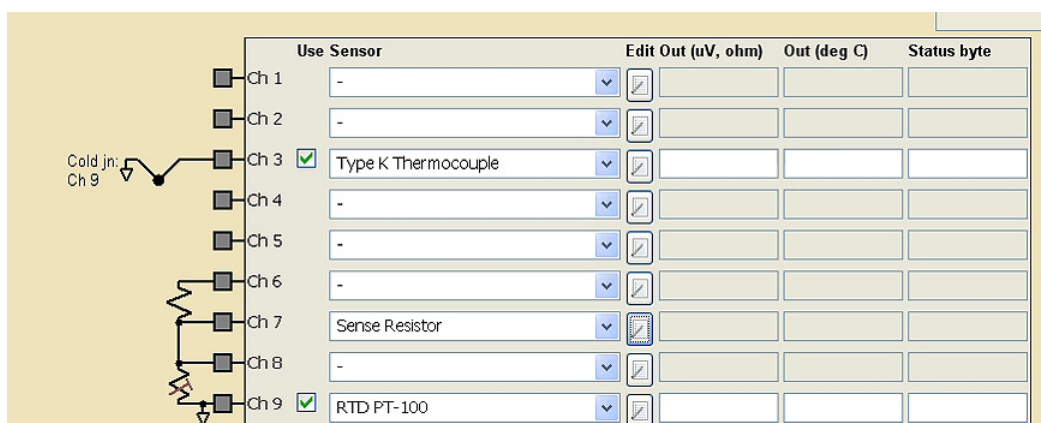 Use Sensor Edit Out (uV, ohm) Out (deg C) Status byte
Ch 1 -
Ch 2 -
Cold jn:
Ch 9
Ch 3 Type K Thermocouple
Ch 4 -
Ch 5 -
Ch 6 -
Ch 7 Sense Resistor
Ch 8 -
Ch 9 RTD PT-100